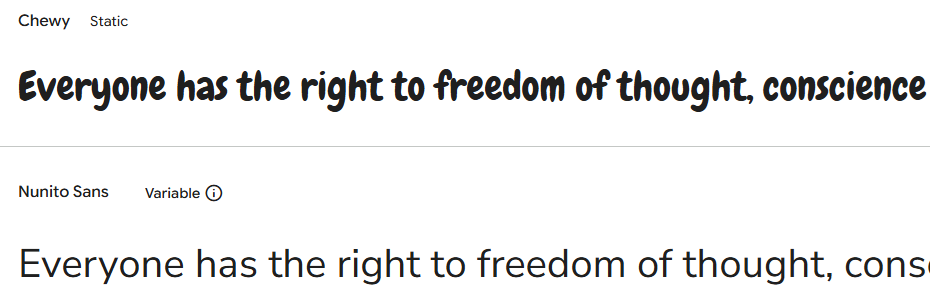 Chewy Static
Everyone has the right to freedom of thought, conscience
Nunito Sans Variable
Everyone has the right to freedom of thought, cons